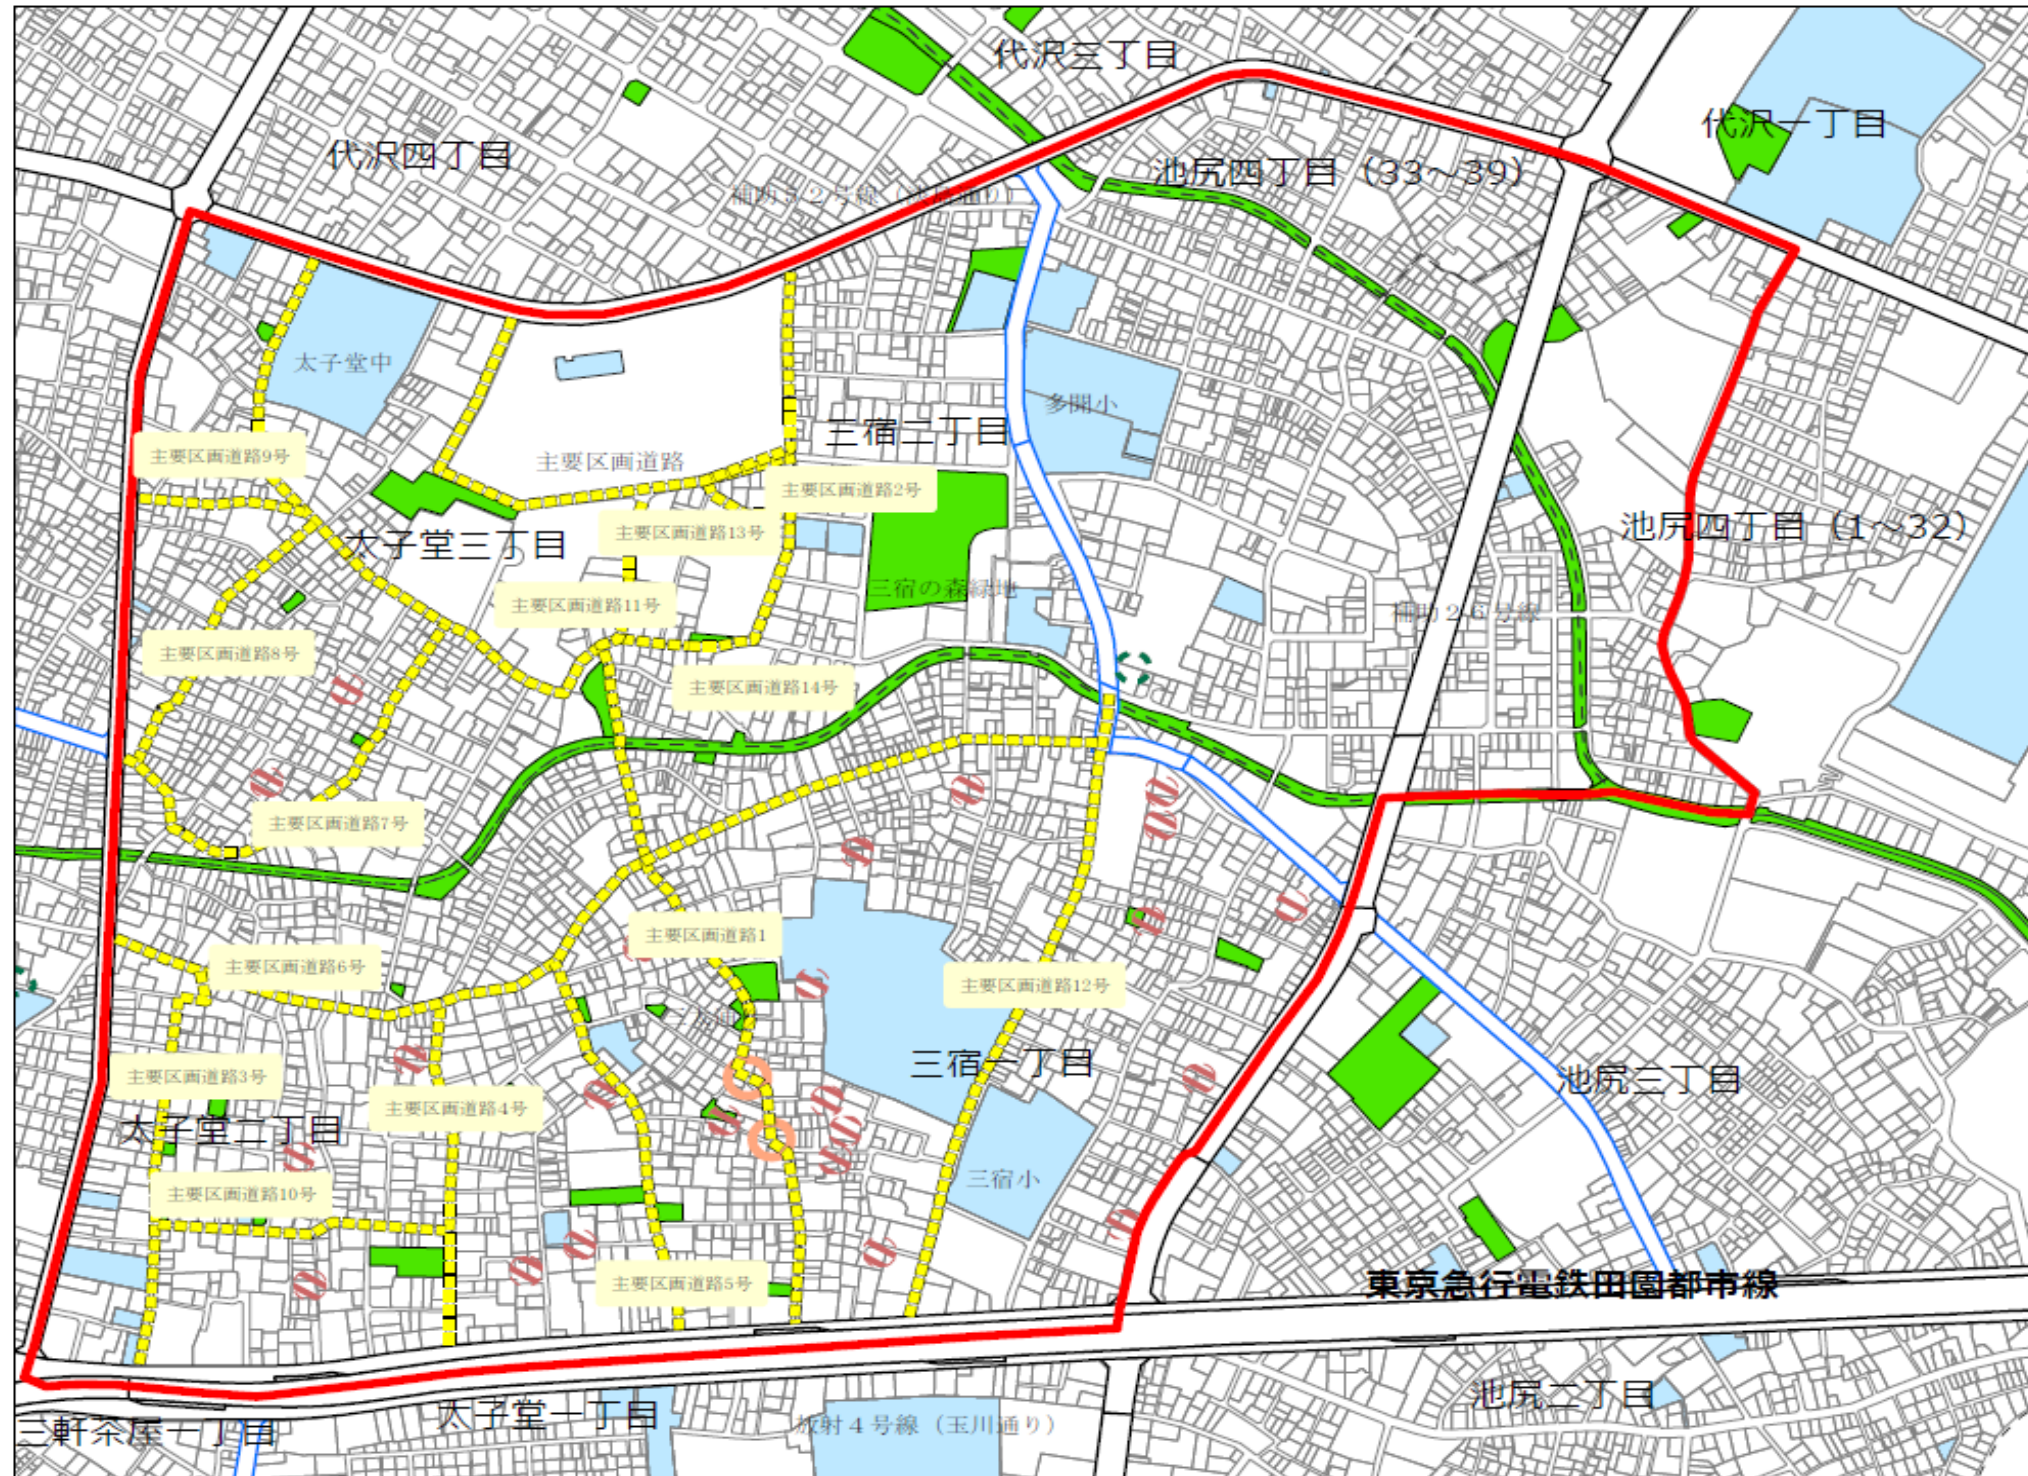 代沢三丁目
代沢一丁目
代沢四丁目
池尻四丁目（33～39）
補助５２号線（淡島通り）
太子堂中
多聞小
三宿二丁目
主要区画道路9号
主要区画道路
主要区画道路2号
池尻四丁目（1～32）
主要区画道路13号
太子堂三丁目
三宿の森緑地
主要区画道路11号
補助２６号線
主要区画道路8号
主要区画道路14号
主要区画道路7号
主要区画道路1
主要区画道路6号
主要区画道路12号
三宿一丁目
主要区画道路3号
池尻三丁目
主要区画道路4号
太子堂二丁目
三宿小
主要区画道路10号
主要区画道路5号
東京急行電鉄田園都市線
池尻二丁目
太子堂一丁目
放射４号線（玉川通り）
三軒茶屋一丁目